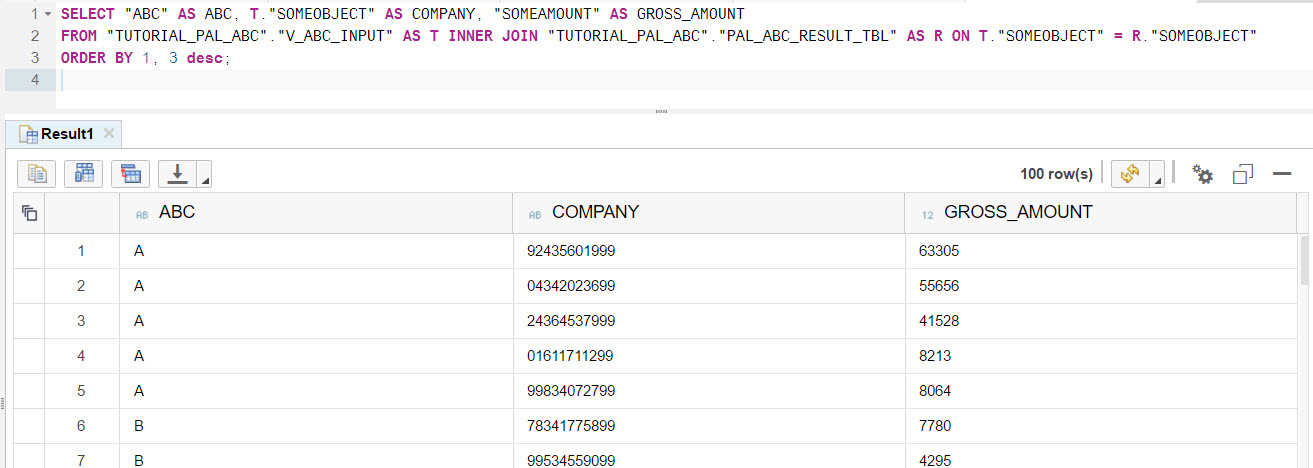 1 SELECT "ABC" AS ABC, T."SOMEOBJECT" AS COMPANY, "SOMEAMOUNT" AS GROSS_AMOUNT
2 FROM "TUTORIAL_PAL_ABC"."V_ABC_INPUT" AS T INNER JOIN "TUTORIAL_PAL_ABC"."PAL_ABC_RESULT_TBL" AS R ON T."SOMEOBJECT" = R."SOMEOBJECT"
3 ORDER BY 1, 3 desc;
4
Result1
100 row(s)
AB ABC AB COMPANY 12 GROSS_AMOUNT
1 A 92435601999 63305
2 A 04342023699 55656
3 A 24364537999 41528
4 A 01611711299 8213
5 A 99834072799 8064
6 B 78341775899 7780
7 B 99534559099 4295